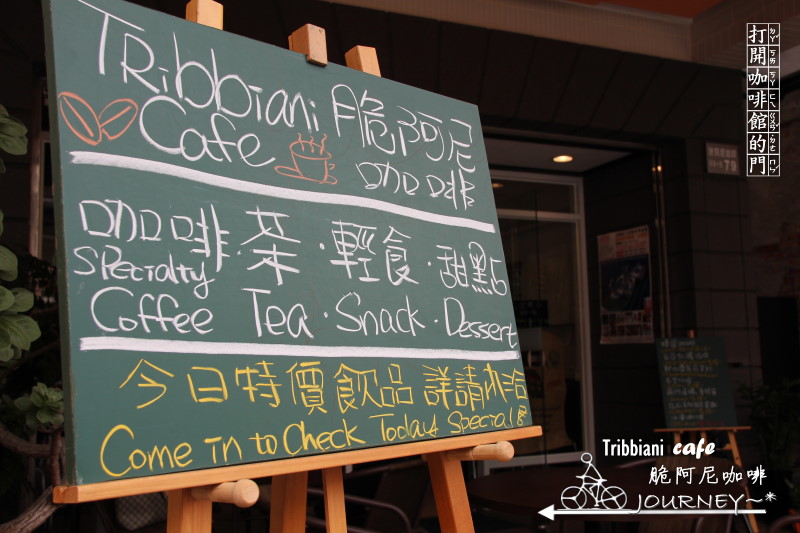 TRibbiani 脆阿尼
Cafe 咖啡
咖啡·茶·輕食·甜點
Specialty
Coffee Tea·Snack·Dessert
今日特價飲品 詳請內洽
Come in to Check Today Special
打開咖啡館的門
Tribbiani cafe
脆阿尼咖啡
JOURNEY~*